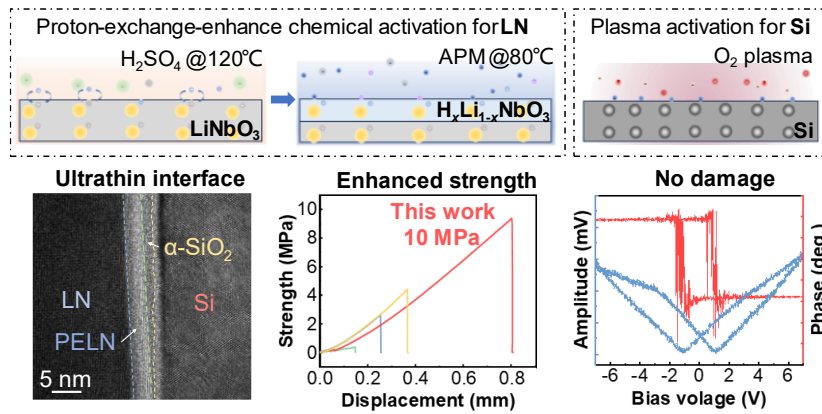 Proton-exchange-enhance chemical activation for LN
H₂SO₄ @120℃
APM @80℃
LiNbO₃
HₓLi₁₋ₓNbO₃
Plasma activation for Si
O₂ plasma
Si
Ultrathin interface
α-SiO₂
LN
Si
PELN
5 nm
Enhanced strength
This work
10 MPa
Strength (MPa)
10
8
6
4
2
0
0.0 0.2 0.4 0.6 0.8 1.0
Displacement (mm)
No damage
Amplitude (mV)
Phase (deg.)
-6 -4 -2 0 2 4 6
Bias volage (V)